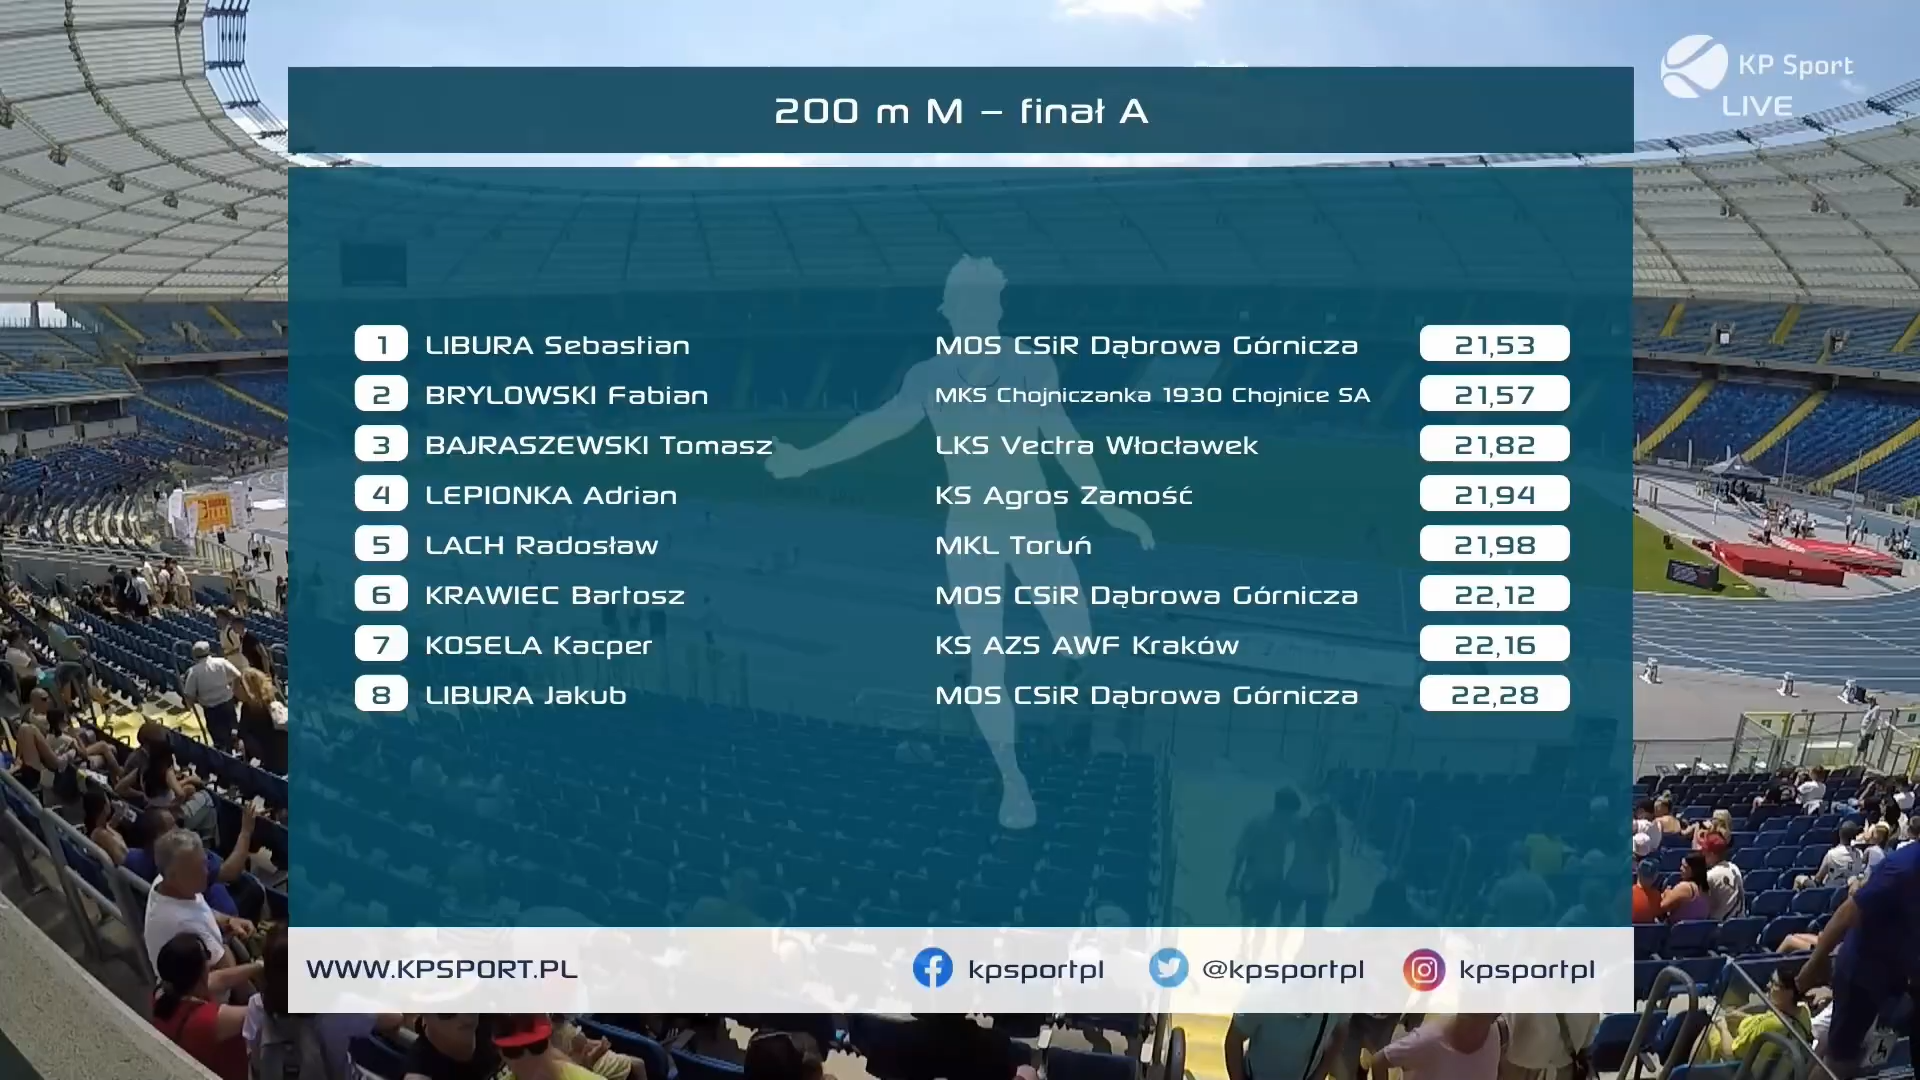 KP Sport
LIVE
200 m M – finał A
1 LIBURA Sebastian MOS CSiR Dąbrowa Górnicza 21,53
2 BRYLOWSKI Fabian MKS Chojniczanka 1930 Chojnice SA 21,57
3 BAJRASZEWSKI Tomasz LKS Vectra Włocławek 21,82
4 LEPIONKA Adrian KS Agros Zamość 21,94
5 LACH Radosław MKL Toruń 21,98
6 KRAWIEC Bartosz MOS CSiR Dąbrowa Górnicza 22,12
7 KOSELA Kacper KS AZS AWF Kraków 22,16
8 LIBURA Jakub MOS CSiR Dąbrowa Górnicza 22,28
WWW.KPSPORT.PL kpsportpl @kpsportpl kpsportpl